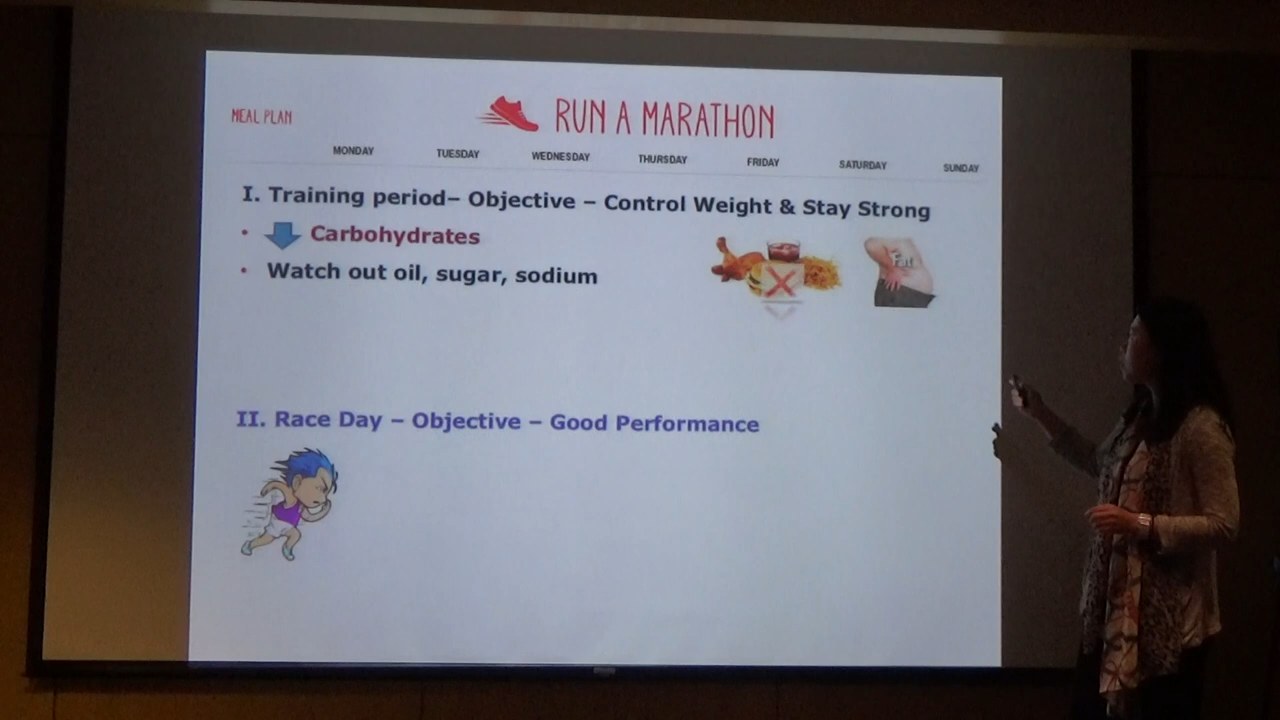 MEAL PLAN
RUN A MARATHON
MONDAY TUESDAY WEDNESDAY THURSDAY FRIDAY SATURDAY SUNDAY
I. Training period– Objective – Control Weight & Stay Strong
• Carbohydrates
• Watch out oil, sugar, sodium
Fat
II. Race Day – Objective – Good Performance